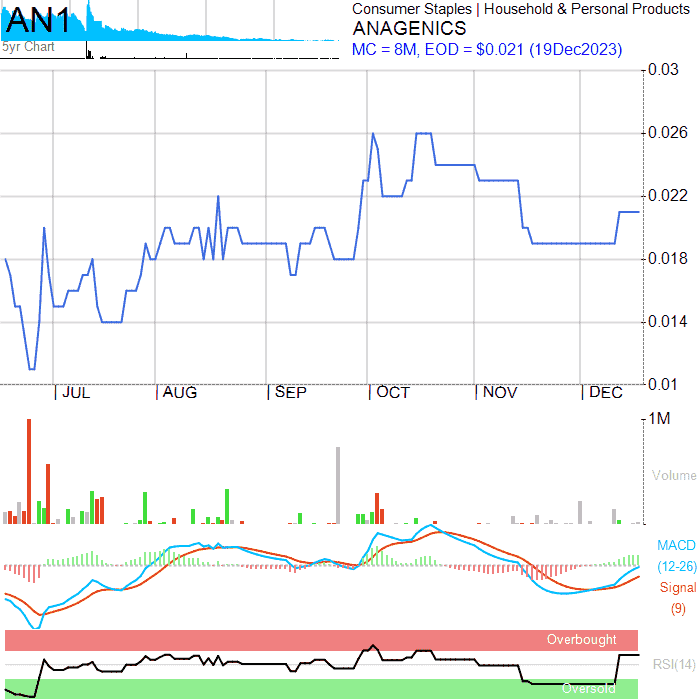 AN1
5yr Chart
Consumer Staples | Household & Personal Products
ANAGENICS
MC = 8M, EOD = $0.021 (19Dec2023)
0.03
0.026
0.022
0.018
0.014
0.01
JUL AUG SEP OCT NOV DEC
1M
Volume
MACD
(12-26)
Signal
(9)
Overbought
RSI(14)
Oversold